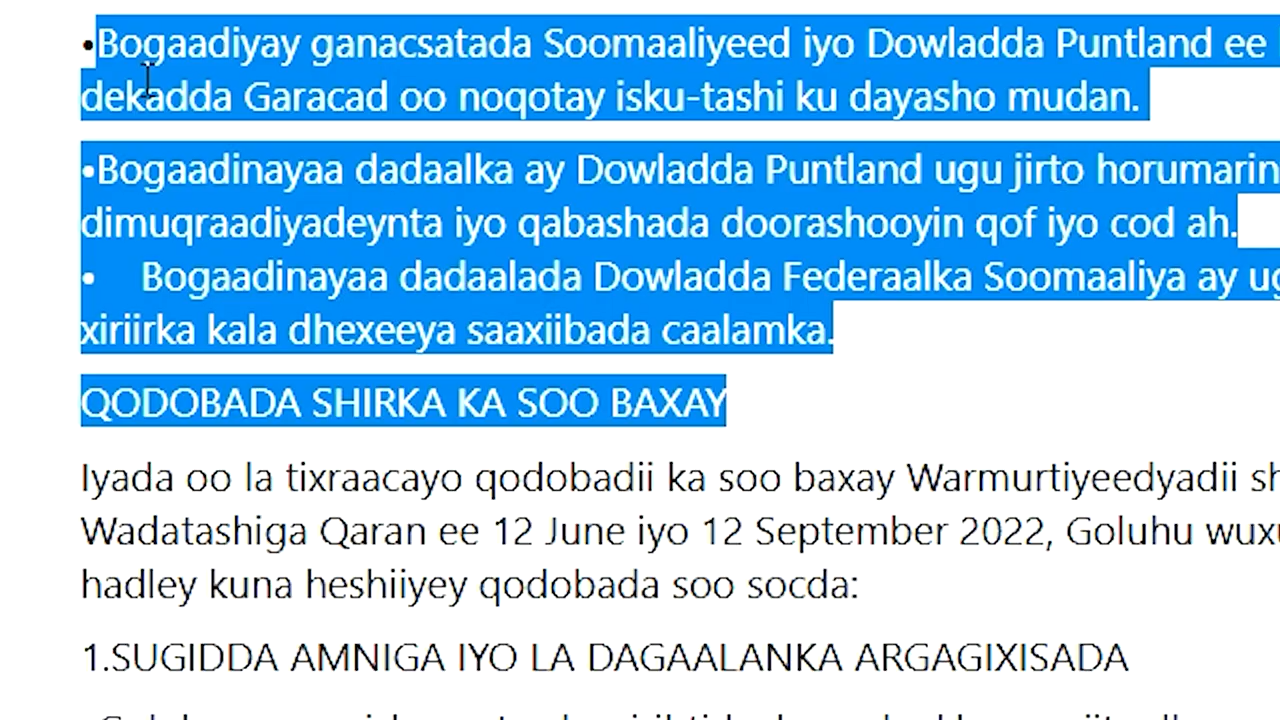 •Bogaadiyay ganacsatada Soomaaliyeed iyo Dowladda Puntland ee
dekadda Garacad oo noqotay isku-tashi ku dayasho mudan.
•Bogaadinayaa dadaalka ay Dowladda Puntland ugu jirto horumarin
dimuqraadiyadeynta iyo qabashada doorashooyin qof iyo cod ah.
• Bogaadinayaa dadaalada Dowladda Federaalka Soomaaliya ay
xiriirka kala dhexeeya saaxiibada caalamka.
QODOBADA SHIRKA KA SOO BAXAY
Iyada oo la tixraacayo qodobadii ka soo baxay Warmurtiyeedyadii
Wadatashiga Qaran ee 12 June iyo 12 September 2022, Goluhu
hadley kuna heshiiyey qodobada soo socda:
1.SUGIDDA AMNIGA IYO LA DAGAALANKA ARGAGIXISADA